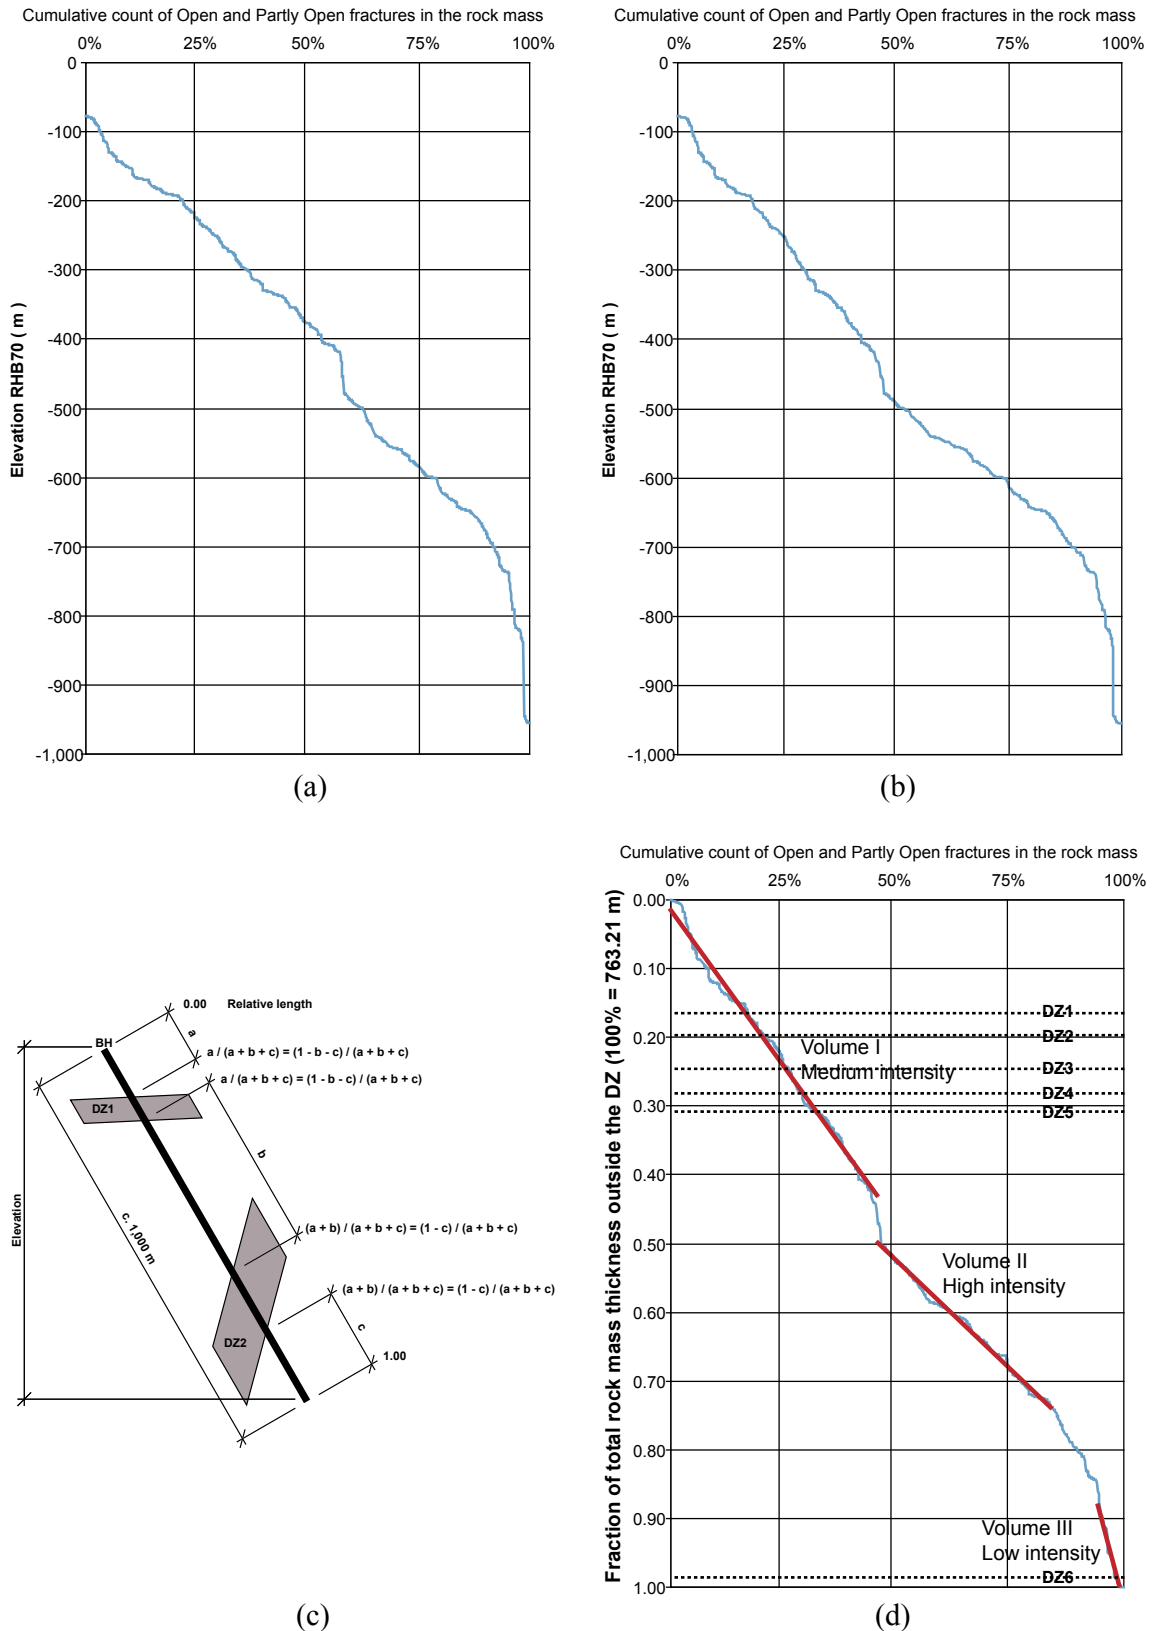 Cumulative count of Open and Partly Open fractures in the rock mass
0% 25% 50% 75% 100%
0
-100
-200
-300
-400
-500
-600
-700
-800
-900
-1,000
Elevation RHB70 ( m )
(a)
Cumulative count of Open and Partly Open fractures in the rock mass
0% 25% 50% 75% 100%
0
-100
-200
-300
-400
-500
-600
-700
-800
-900
-1,000
Elevation RHB70 ( m )
(b)
0.00 Relative length
a
BH
a / (a + b + c) = (1 - b - c) / (a + b + c)
a / (a + b + c) = (1 - b - c) / (a + b + c)
DZ1
b
Elevation
c. 1,000 m
(a + b) / (a + b + c) = (1 - c) / (a + b + c)
(a + b) / (a + b + c) = (1 - c) / (a + b + c)
c
DZ2
1.00
(c)
Cumulative count of Open and Partly Open fractures in the rock mass
0% 25% 50% 75% 100%
Fraction of total rock mass thickness outside the DZ (100% = 763.21 m)
0.00
0.10
0.20
0.30
0.40
0.50
0.60
0.70
0.80
0.90
1.00
DZ1
DZ2
Volume I
Medium intensity
DZ3
DZ4
DZ5
Volume II
High intensity
Volume III
Low intensity
DZ6
(d)